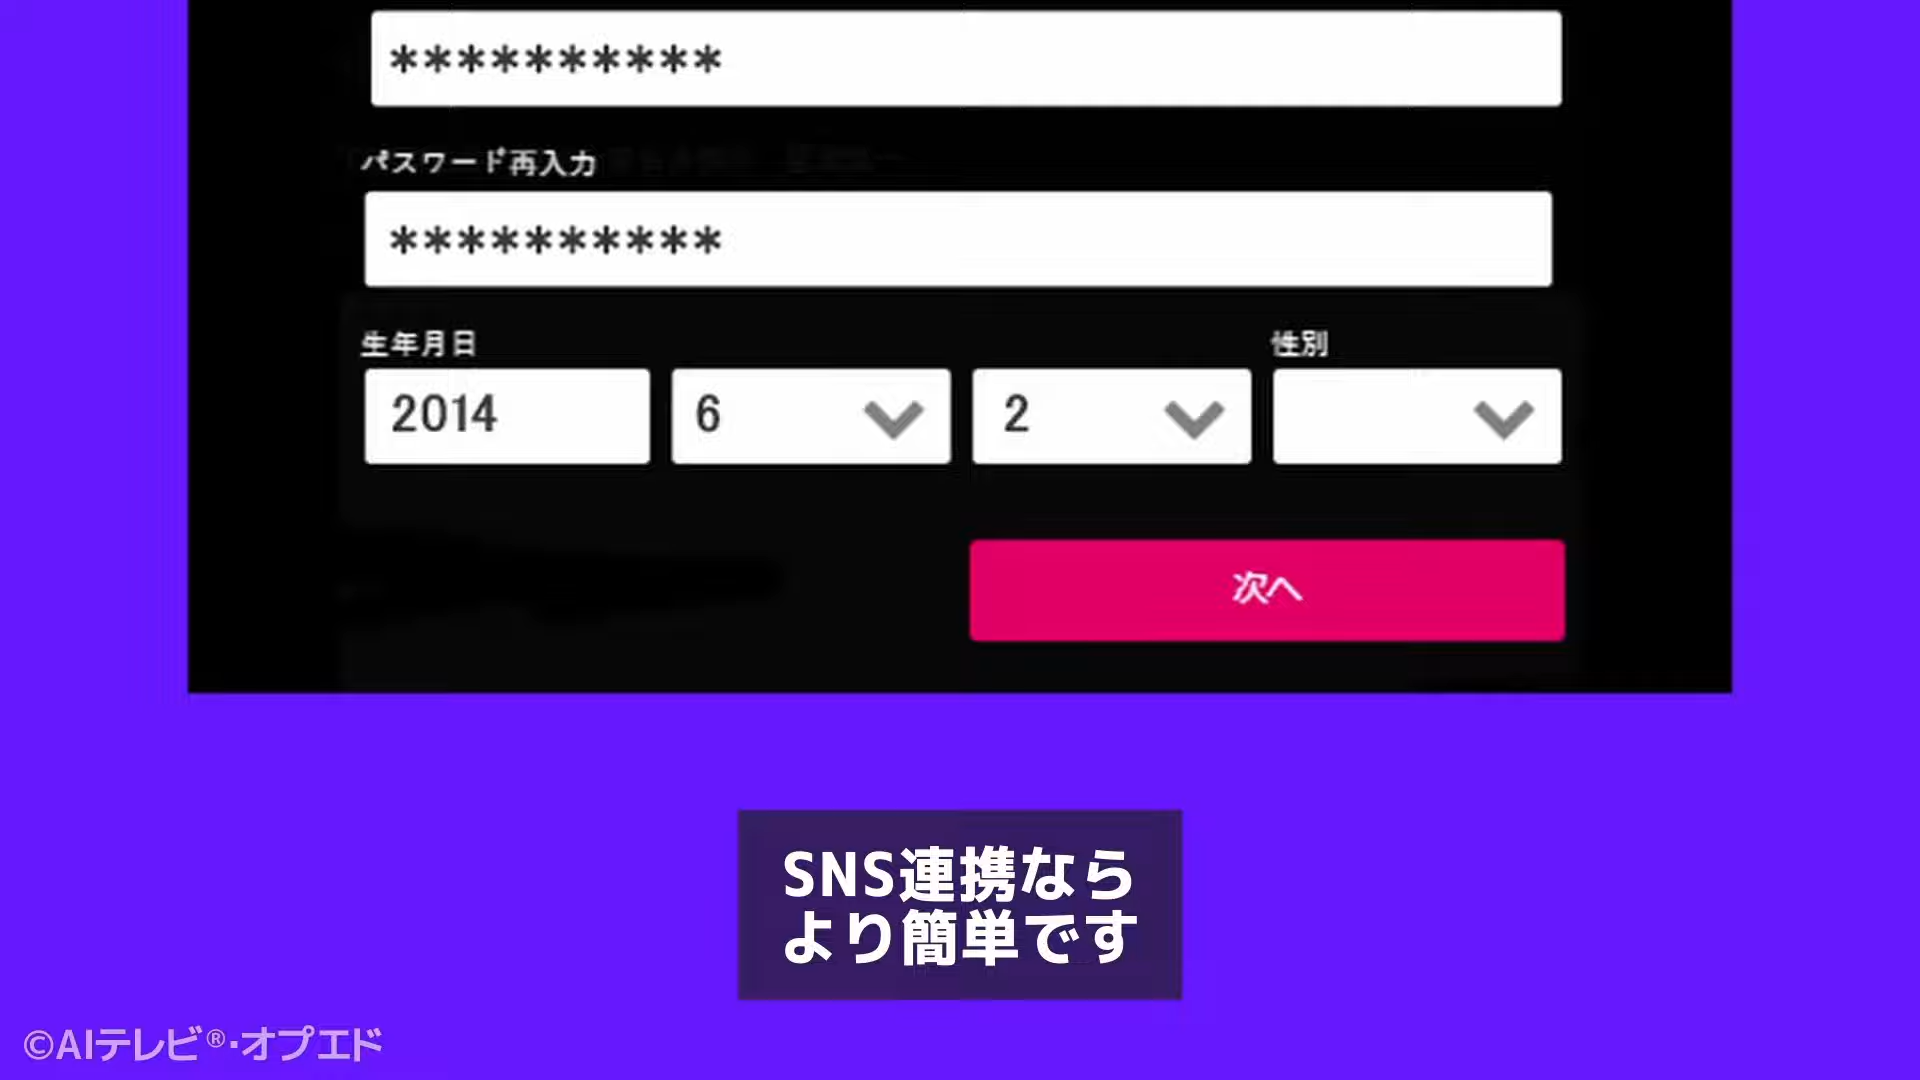 **********
パスワード再入力
**********
生年月日 性別
2014 6 2
次へ
SNS連携なら
より簡単です
©AIテレビ®・オプエド